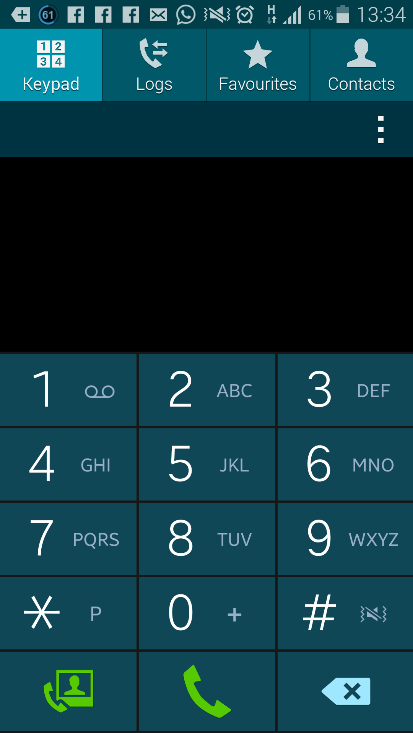 61 61% 13:34
1 2 3 4
Keypad Logs Favourites Contacts
1 2 ABC 3 DEF
4 GHI 5 JKL 6 MNO
7 PQRS 8 TUV 9 WXYZ
* P 0 + #